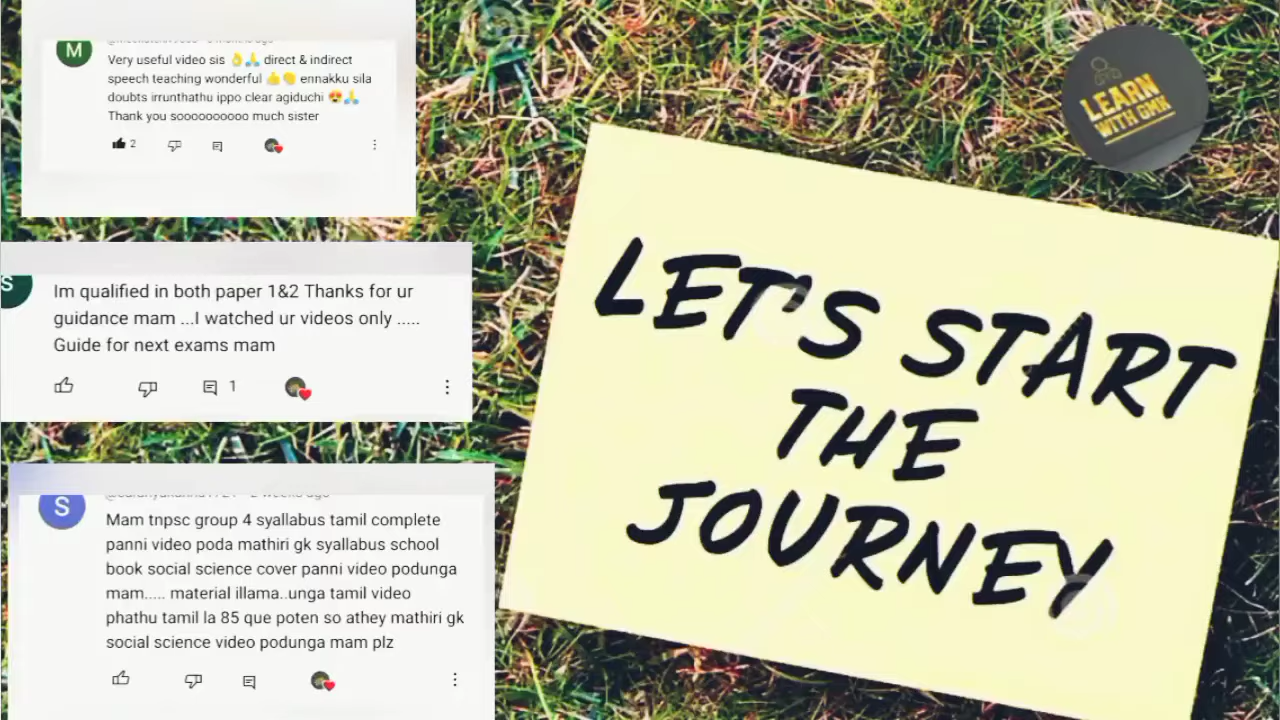 M
Very useful video sis 👌🙏 direct & indirect
speech teaching wonderful 👍👏 ennakku sila
doubts irrunthathu ippo clear agiduchi 😍🙏
Thank you soooooooooo much sister
2
S
Im qualified in both paper 1&2 Thanks for ur
guidance mam ...I watched ur videos only .....
Guide for next exams mam
1
S
Mam tnpsc group 4 syallabus tamil complete
panni video poda mathiri gk syallabus school
book social science cover panni video podunga
mam..... material illama..unga tamil video
phathu tamil la 85 que poten so athey mathiri gk
social science video podunga mam plz
LEARN
WITH GMK
LET'S START
THE
JOURNEY